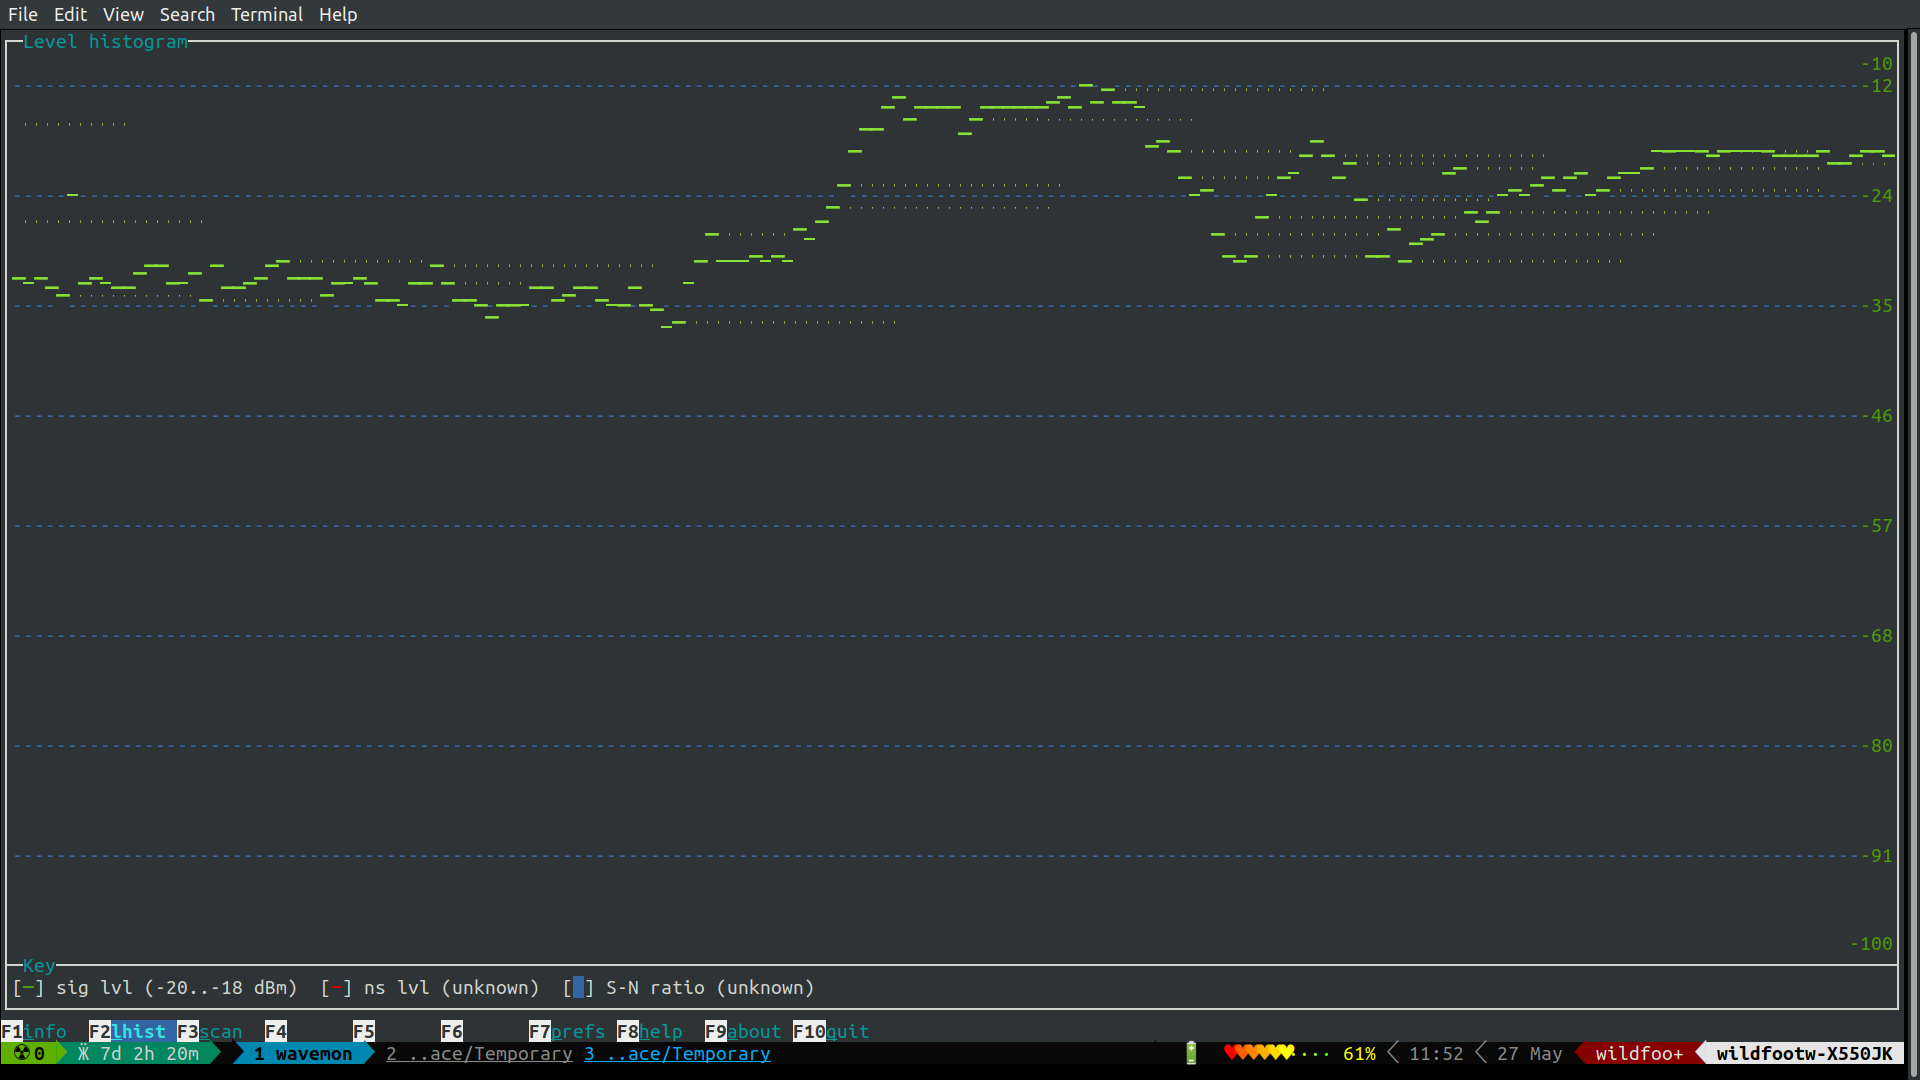 File Edit View Search Terminal Help
Level histogram
-10
-12
-24
-35
-46
-57
-68
-80
-91
-100
Key
[-] sig lvl (-20..-18 dBm) [-] ns lvl (unknown) [ ] S-N ratio (unknown)
F1info F2lhist F3scan F4 F5 F6 F7prefs F8help F9about F10quit
☢0 Ӝ 7d 2h 20m 1 wavemon 2 ..ace/Temporary 3 ..ace/Temporary ♥♥♥♥♥♥···· 61% 11:52 27 May wildfoo+ wildfootw-X550JK